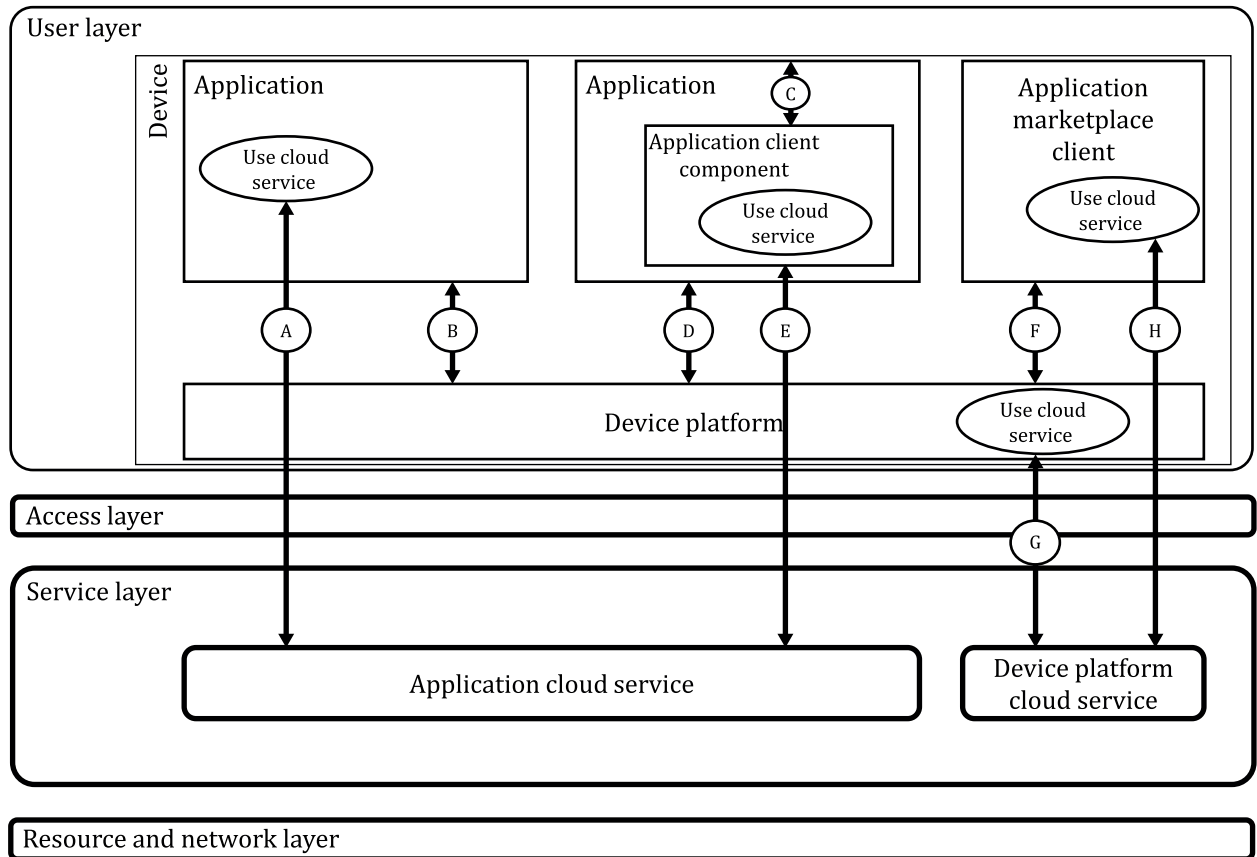 User layer
Device
Application
Use cloud
service
Application
C
Application client
component
Use cloud
service
Application
marketplace
client
Use cloud
service
A
B
D
E
F
H
Device platform
Use cloud
service
Access layer
G
Service layer
Application cloud service
Device platform
cloud service
Resource and network layer